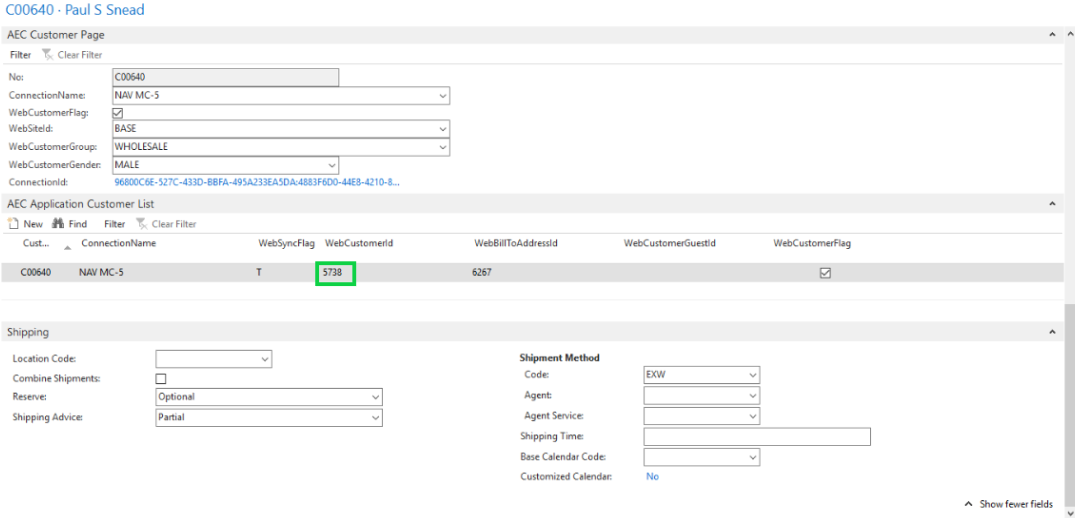 C00640 · Paul S Snead
AEC Customer Page
Filter Clear Filter
No: C00640
ConnectionName: NAV MC-5
WebCustomerFlag:
WebSiteId: BASE
WebCustomerGroup: WHOLESALE
WebCustomerGender: MALE
ConnectionId: 96800C6E-527C-433D-BBFA-495A233EA5DA:4883F6D0-44E8-4210-8...
AEC Application Customer List
New Find Filter Clear Filter
Cust... ConnectionName WebSyncFlag WebCustomerId WebBillToAddressId WebCustomerGuestId WebCustomerFlag
C00640 NAV MC-5 T 5738 6267
Shipping
Location Code:
Combine Shipments:
Reserve: Optional
Shipping Advice: Partial
Shipment Method
Code: EXW
Agent:
Agent Service:
Shipping Time:
Base Calendar Code:
Customized Calendar: No
Show fewer fields